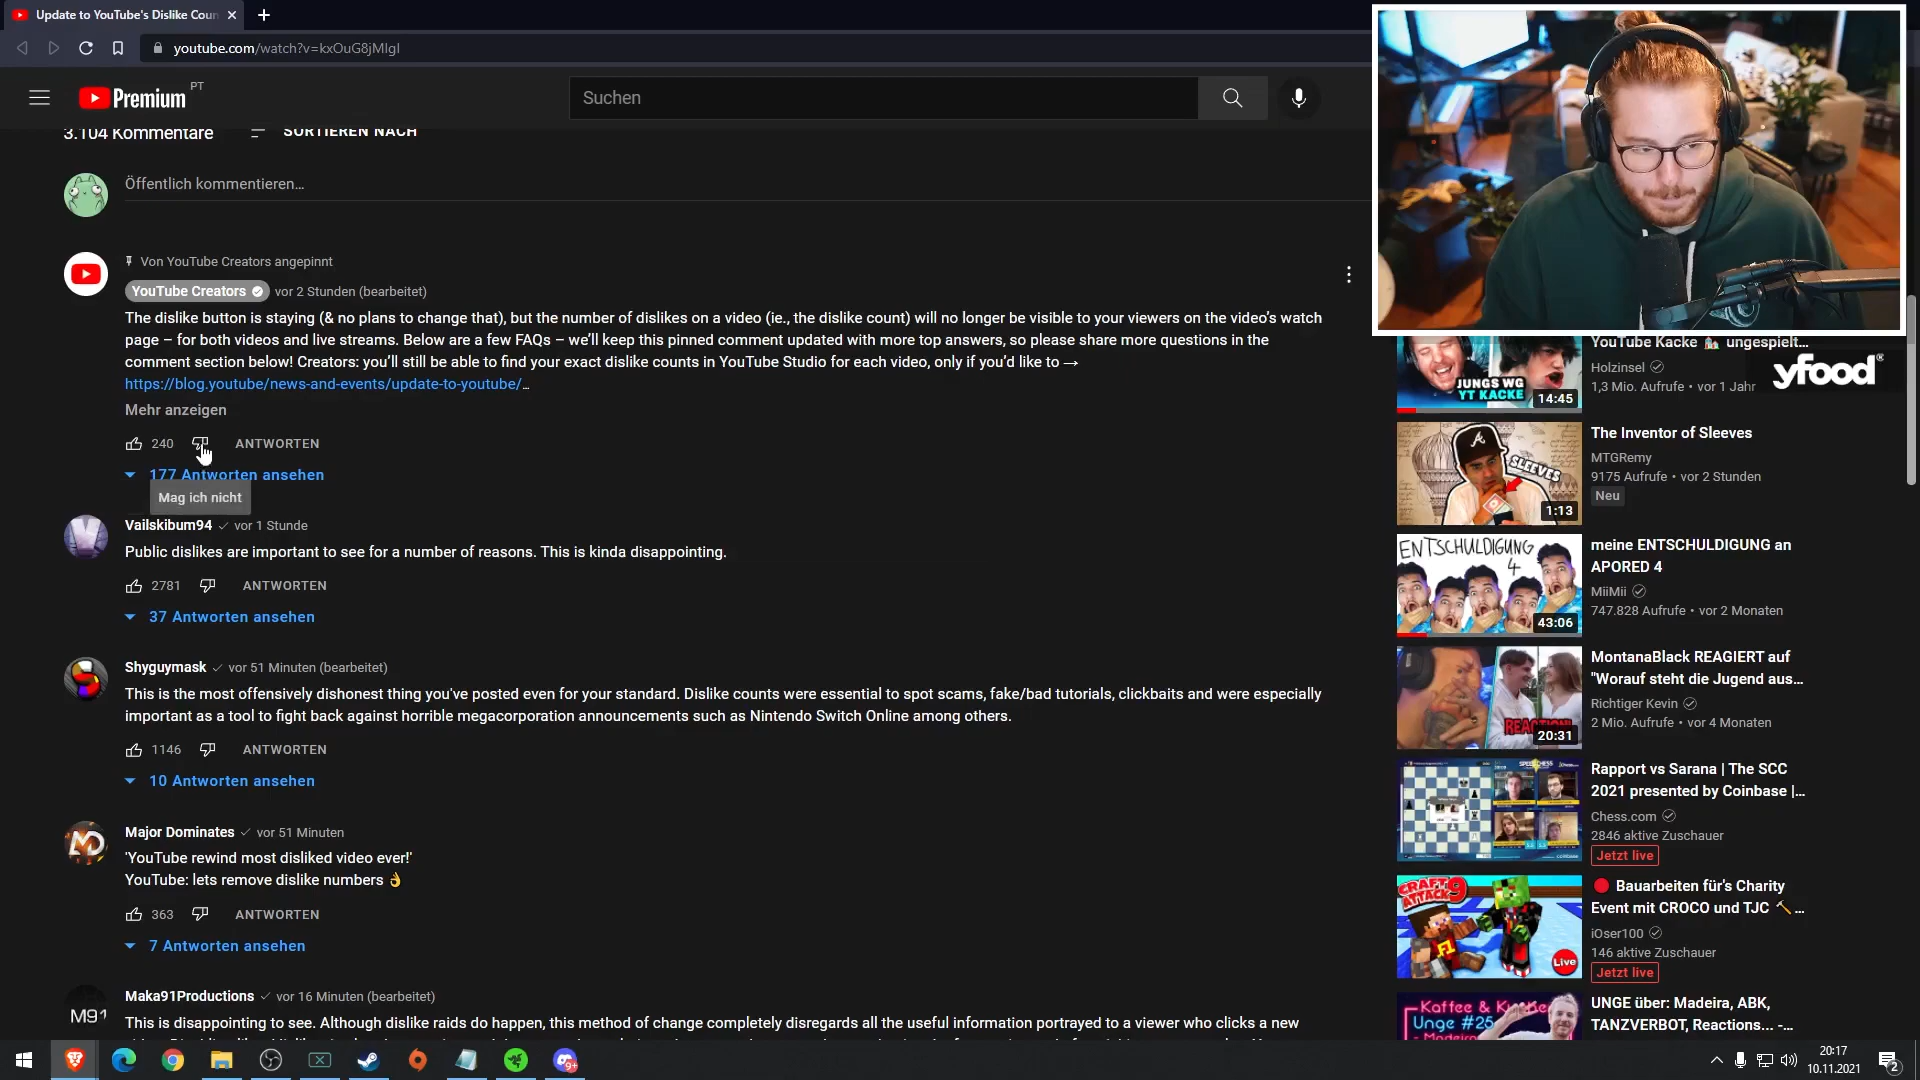 Update to YouTube's Dislike Coun
youtube.com/watch?v=kxOuG8jMlgI
Premium
PT
Suchen
3.104 Kommentare
SORTIEREN NACH
Öffentlich kommentieren...
Von YouTube Creators angepinnt
YouTube Creators vor 2 Stunden (bearbeitet)
The dislike button is staying (& no plans to change that), but the number of dislikes on a video (ie., the dislike count) will no longer be visible to your viewers on the video's watch
page – for both videos and live streams. Below are a few FAQs – we'll keep this pinned comment updated with more top answers, so please share more questions in the
comment section below! Creators: you'll still be able to find your exact dislike counts in YouTube Studio for each video, only if you'd like to →
https://blog.youtube/news-and-events/update-to-youtube/...
Mehr anzeigen
240 ANTWORTEN
177 Antworten ansehen
Mag ich nicht
Vailskibum94 vor 1 Stunde
Public dislikes are important to see for a number of reasons. This is kinda disappointing.
2781 ANTWORTEN
37 Antworten ansehen
Shyguymask vor 51 Minuten (bearbeitet)
This is the most offensively dishonest thing you've posted even for your standard. Dislike counts were essential to spot scams, fake/bad tutorials, clickbaits and were especially
important as a tool to fight back against horrible megacorporation announcements such as Nintendo Switch Online among others.
1146 ANTWORTEN
10 Antworten ansehen
MD
Major Dominates vor 51 Minuten
'YouTube rewind most disliked video ever!'
YouTube: lets remove dislike numbers 👌
363 ANTWORTEN
7 Antworten ansehen
M91
Maka91Productions vor 16 Minuten (bearbeitet)
This is disappointing to see. Although dislike raids do happen, this method of change completely disregards all the useful information portrayed to a viewer who clicks a new
YouTube Kacke ungespielt...
Holzinsel
1,3 Mio. Aufrufe • vor 1 Jahr
JUNGS WG
YT KACKE
14:45
yfood
The Inventor of Sleeves
MTGRemy
9175 Aufrufe • vor 2 Stunden
Neu
SLEEVES
1:13
ENTSCHULDIGUNG
4
43:06
meine ENTSCHULDIGUNG an
APORED 4
MiiMii
747.828 Aufrufe • vor 2 Monaten
MontanaBlack REAGIERT auf
"Worauf steht die Jugend aus...
Richtiger Kevin
2 Mio. Aufrufe • vor 4 Monaten
20:31
Rapport vs Sarana | The SCC
2021 presented by Coinbase |...
Chess.com
2846 aktive Zuschauer
Jetzt live
CRAFT
ATTACK
9
F1
Live
Bauarbeiten für's Charity
Event mit CROCO und TJC 🔨...
iOser100
146 aktive Zuschauer
Jetzt live
Unge #25
UNGE über: Madeira, ABK,
TANZVERBOT, Reactions... -...
9+
20:17
10.11.2021
2